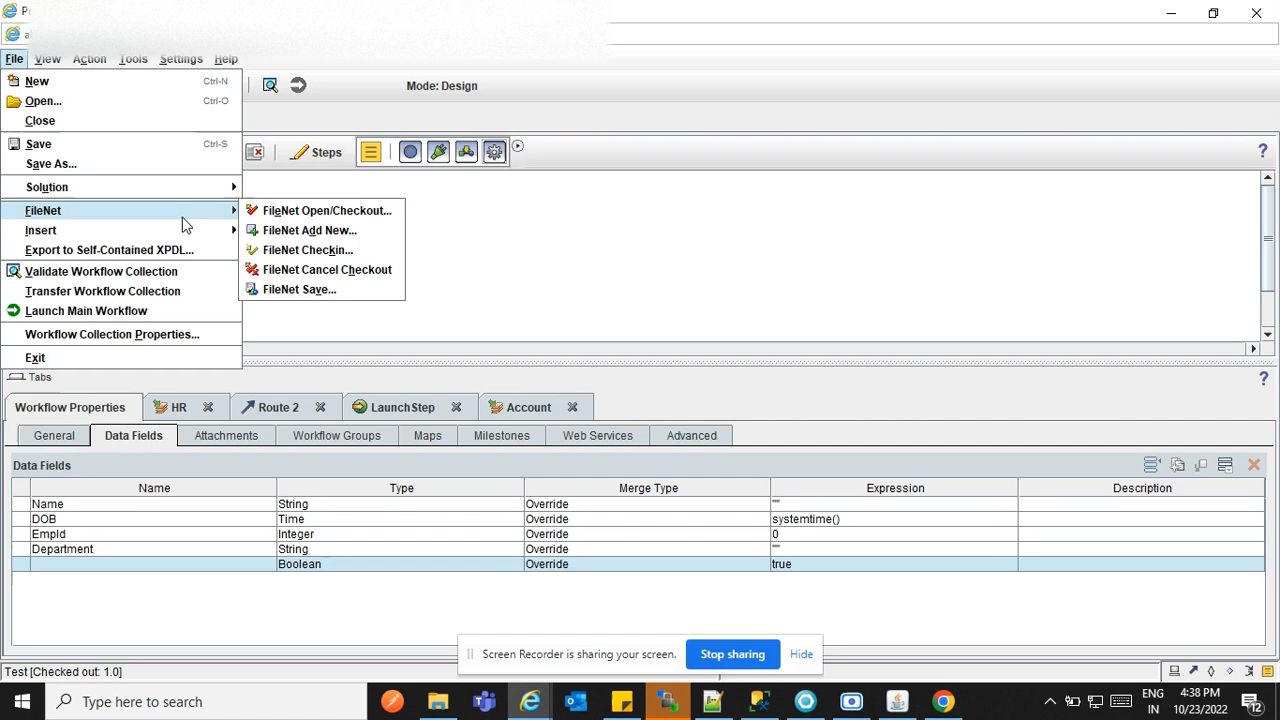 File View Action Tools Settings Help
New Ctrl-N
Mode: Design
Open... Ctrl-O
Close
Save Ctrl-S
Steps
Save As...
Solution
FileNet
FileNet Open/Checkout...
Insert
FileNet Add New...
Export to Self-Contained XPDL...
FileNet Checkin...
Validate Workflow Collection
FileNet Cancel Checkout
Transfer Workflow Collection
FileNet Save...
Launch Main Workflow
Workflow Collection Properties...
Exit
Tabs
Workflow Properties HR Route 2 LaunchStep Account
General Data Fields Attachments Workflow Groups Maps Milestones Web Services Advanced
Data Fields
Name Type Merge Type Expression Description
Name String Override ""
DOB Time Override systemtime()
EmpId Integer Override 0
Department String Override ""
Boolean Override true
Screen Recorder is sharing your screen. Stop sharing Hide
Test [Checked out: 1.0]
Type here to search
ENG
IN
4:38 PM
10/23/2022
12